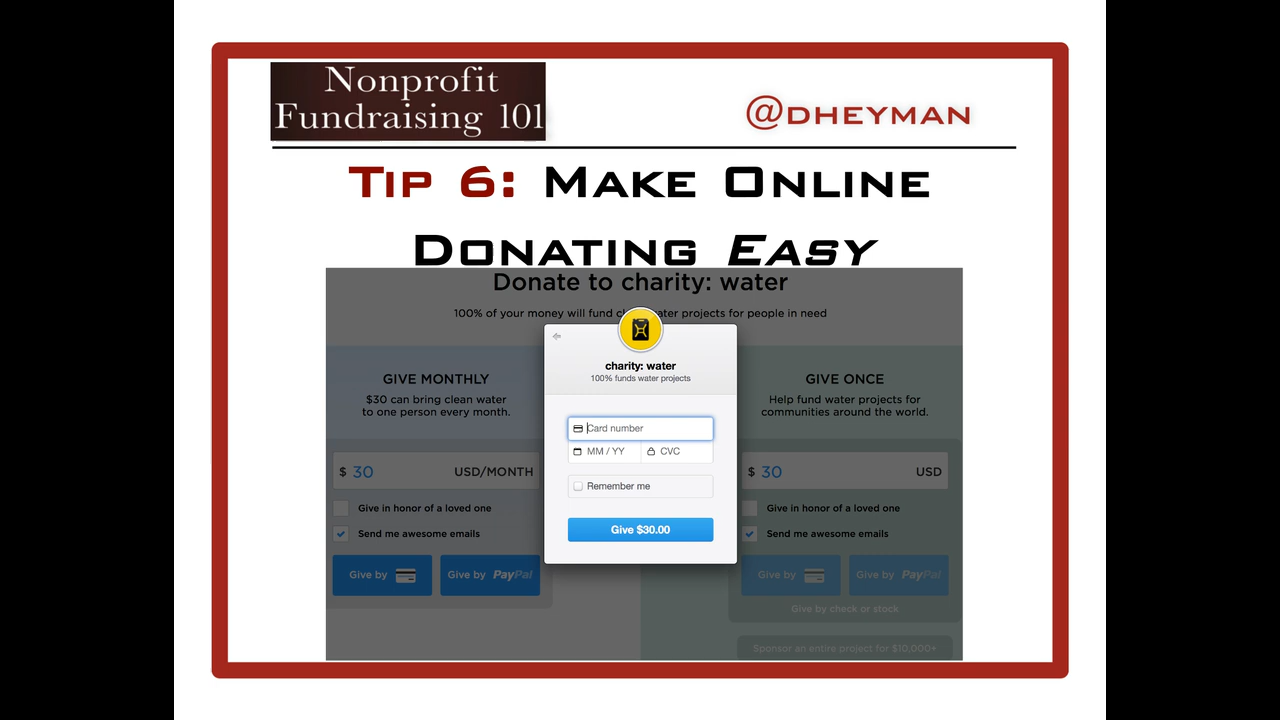 Nonprofit
Fundraising 101
@DHEYMAN
TIP 6: MAKE ONLINE
DONATING EASY
Donate to charity: water
100% of your money will fund ch ater projects for people in need
charity: water
100% funds water projects
Card number
MM / YY CVC
Remember me
Give $30.00
GIVE MONTHLY
$30 can bring clean water
to one person every month.
$ 30 USD/MONTH
Give in honor of a loved one
Send me awesome emails
Give by Give by PayPal
GIVE ONCE
Help fund water projects for
communities around the world.
$ 30 USD
Give in honor of a loved one
Send me awesome emails
Give by Give by PayPal
Give by check or stock
Sponsor an entire project for $10,000+